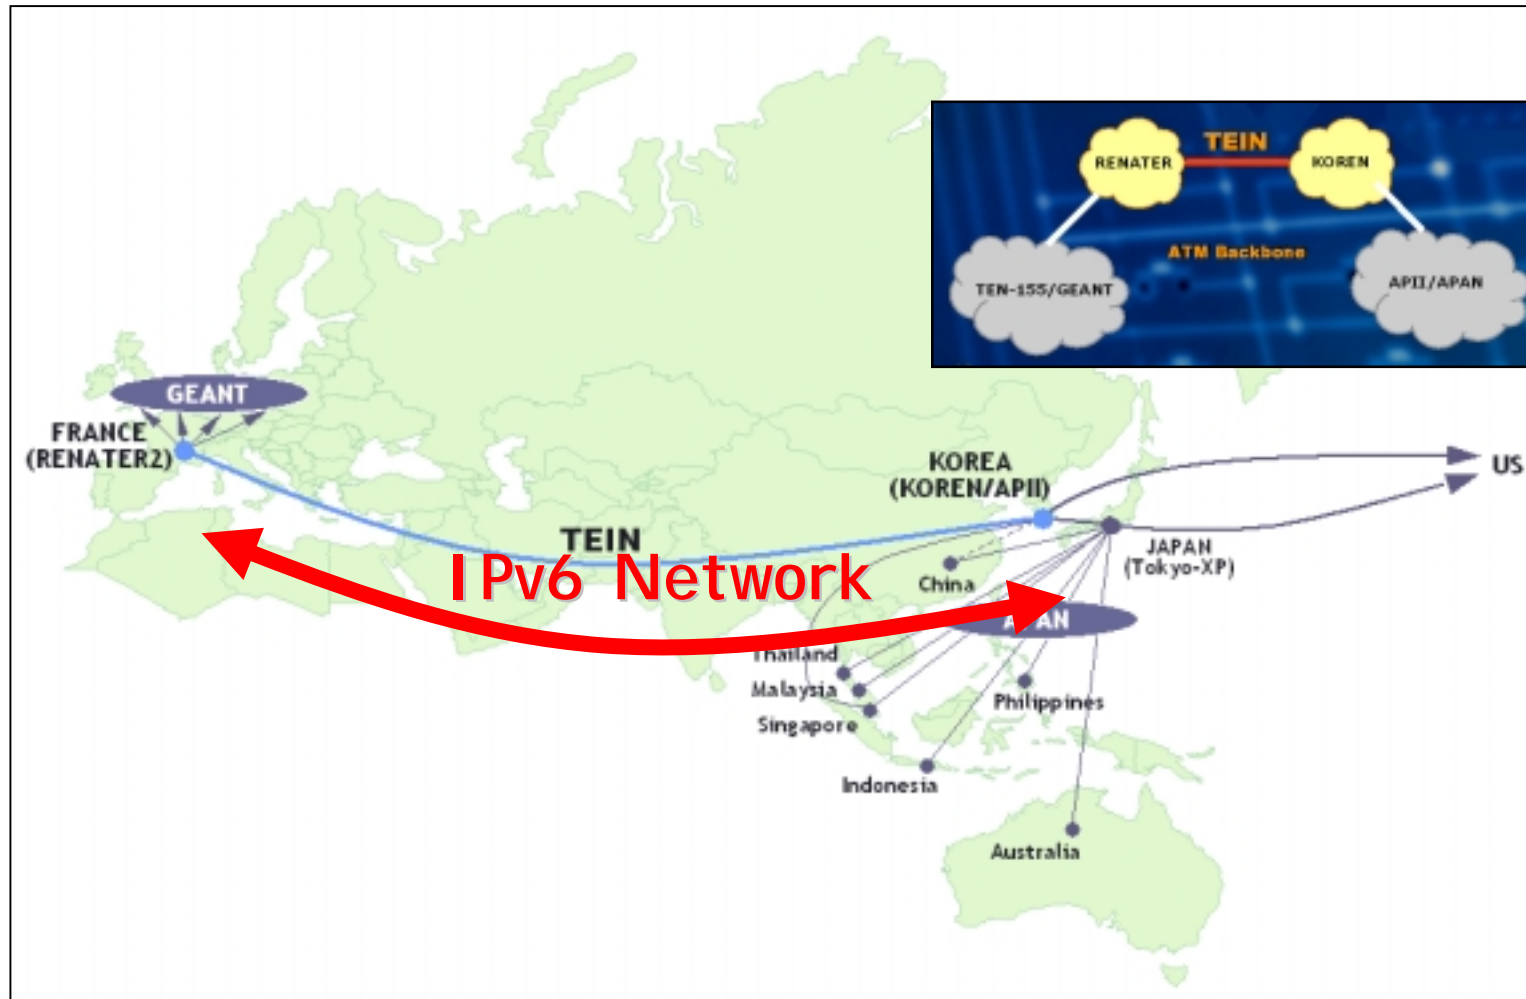 TEIN
RENATER
KOREN
ATM Backbone
TEN-155/GEANT
APII/APAN
GEANT
FRANCE
(RENATER2)
KOREA
(KOREN/APII)
US
TEIN
IPv6 Network
JAPAN
(Tokyo-XP)
China
APAN
Thailand
Malaysia
Singapore
Philippines
Indonesia
Australia